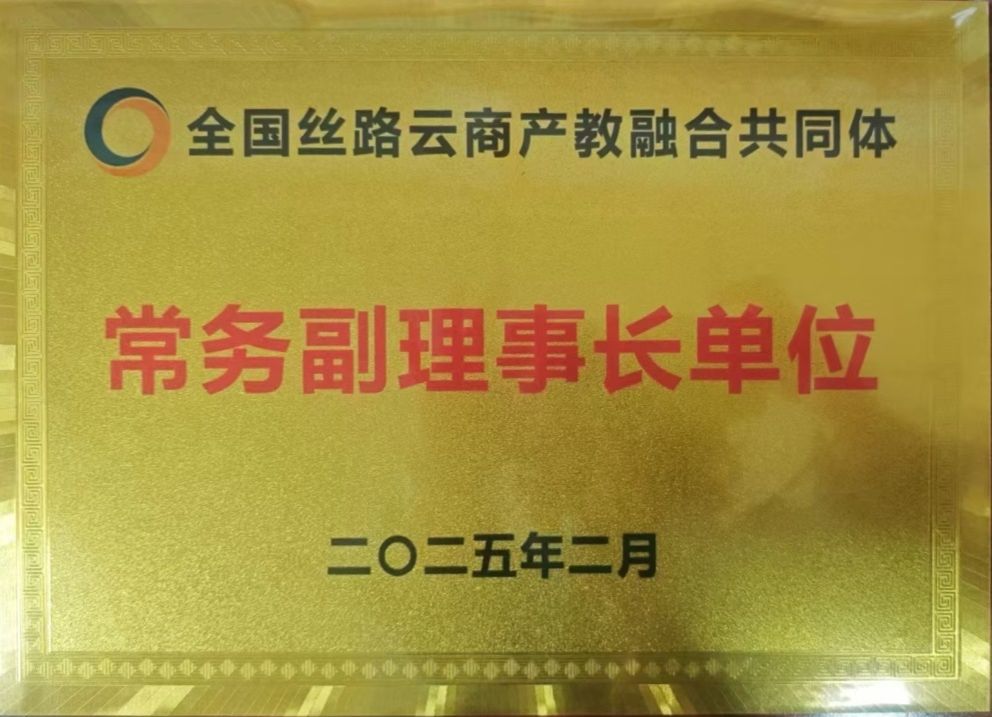 全国丝路云商产教融合共同体
常务副理事长单位
二〇二五年二月